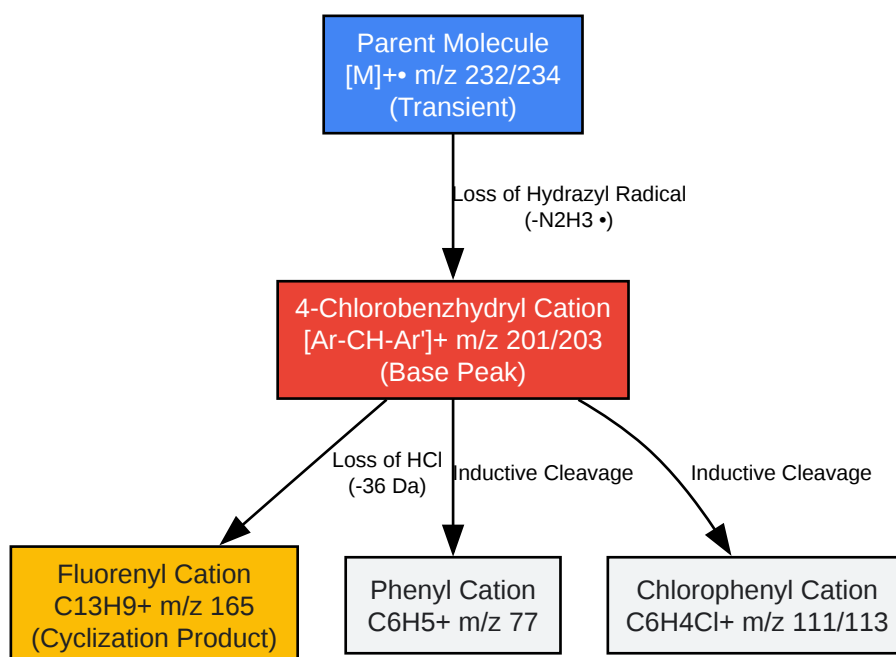 Parent Molecule
[M]+• m/z 232/234
(Transient)
Loss of Hydrazyl Radical
(-N2H3 •)
4-Chlorobenzhydryl Cation
[Ar-CH-Ar']+ m/z 201/203
(Base Peak)
Loss of HCl
(-36 Da)
Inductive Cleavage
Inductive Cleavage
Fluorenyl Cation
C13H9+ m/z 165
(Cyclization Product)
Phenyl Cation
C6H5+ m/z 77
Chlorophenyl Cation
C6H4Cl+ m/z 111/113